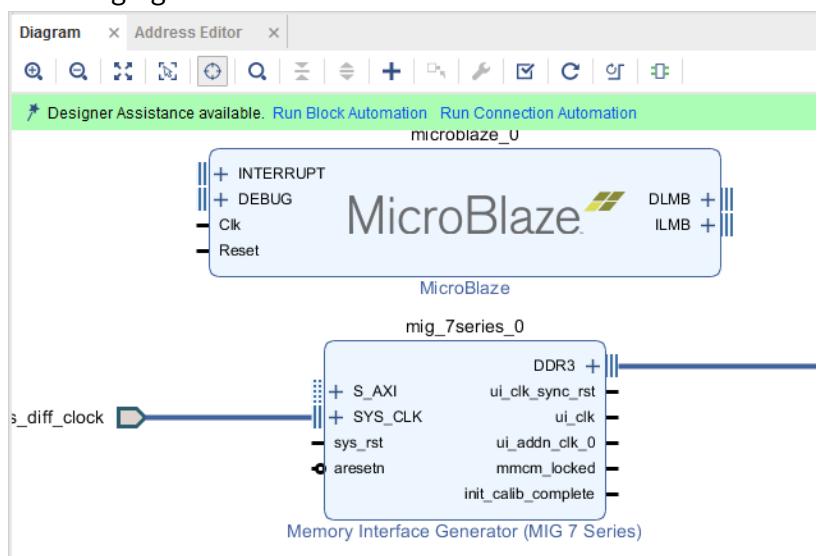 Diagram × Address Editor ×
Designer Assistance available. Run Block Automation Run Connection Automation
microblaze_0
INTERRUPT
DEBUG
Clk
Reset
MicroBlaze
DLMB
ILMB
MicroBlaze
mig_7series_0
DDR3
S_AXI
ui_clk_sync_rst
s_diff_clock
SYS_CLK
ui_clk
sys_rst
ui_addn_clk_0
aresetn
mmcm_locked
init_calib_complete
Memory Interface Generator (MIG 7 Series)